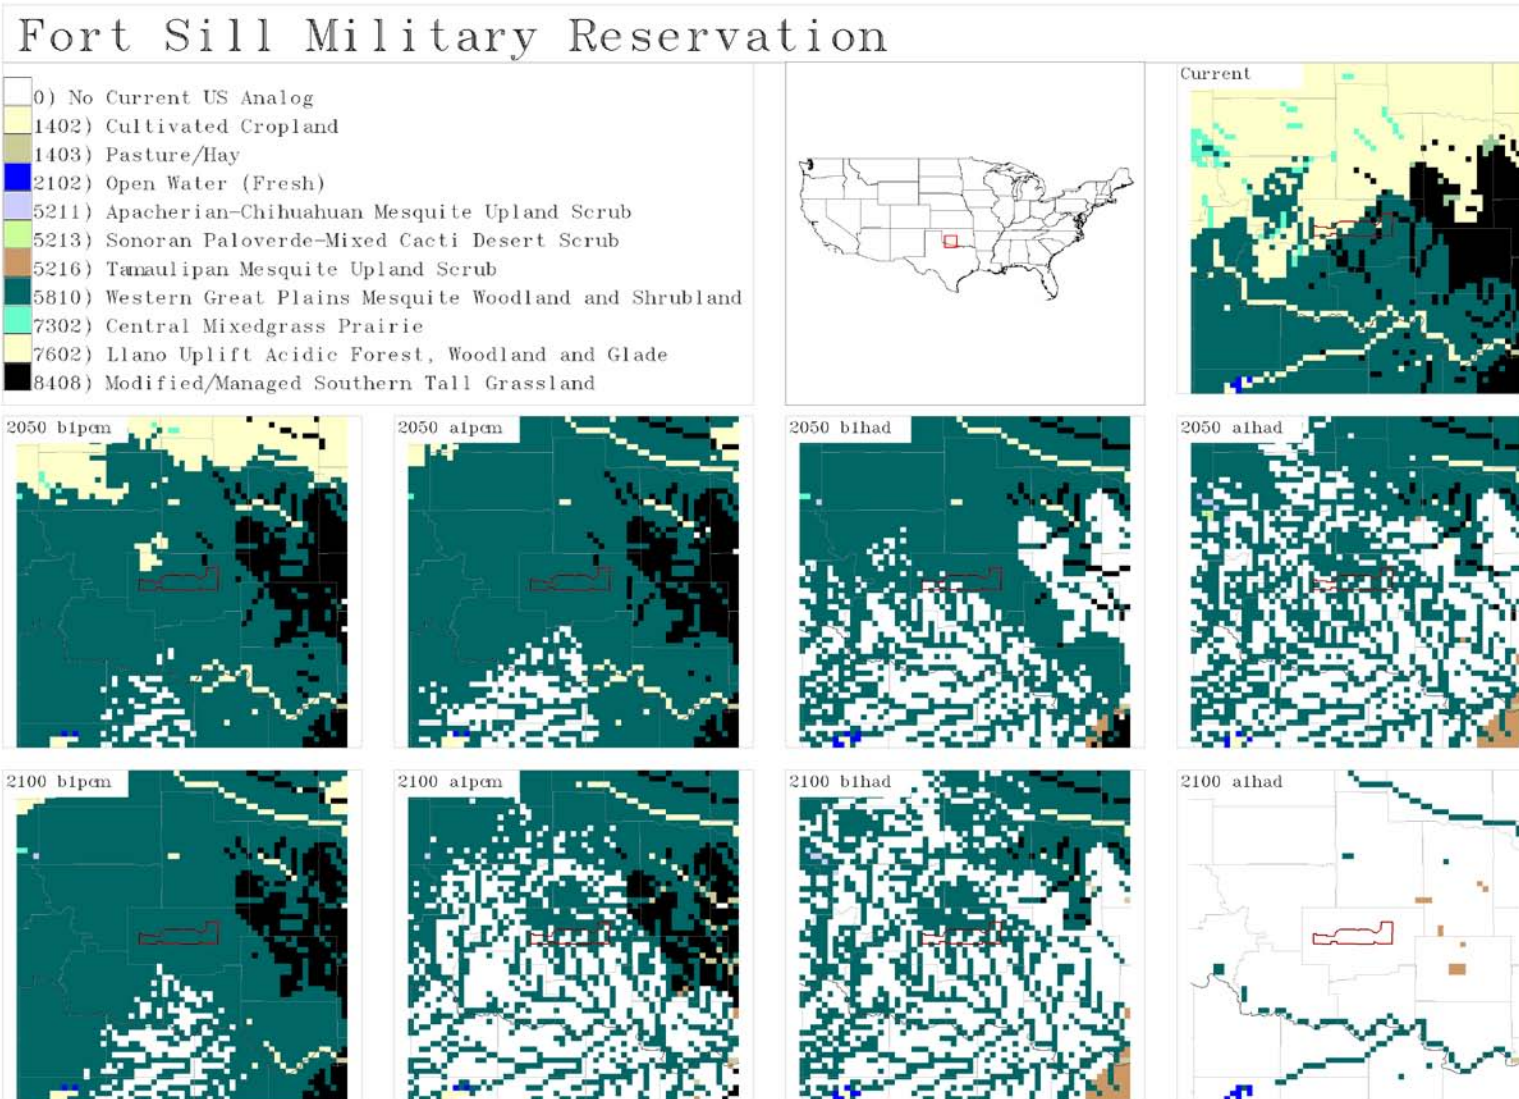 Fort Sill Military Reservation
0) No Current US Analog
1402) Cultivated Cropland
1403) Pasture/Hay
2102) Open Water (Fresh)
5211) Apacherian-Chihuahuan Mesquite Upland Scrub
5213) Sonoran Paloverde-Mixed Cacti Desert Scrub
5216) Tamaulipan Mesquite Upland Scrub
5810) Western Great Plains Mesquite Woodland and Shrubland
7302) Central Mixedgrass Prairie
7602) Llano Uplift Acidic Forest, Woodland and Glade
8408) Modified/Managed Southern Tall Grassland
Current
2050 b1pcm
2050 a1pcm
2050 b1had
2050 a1had
2100 b1pcm
2100 a1pcm
2100 b1had
2100 a1had